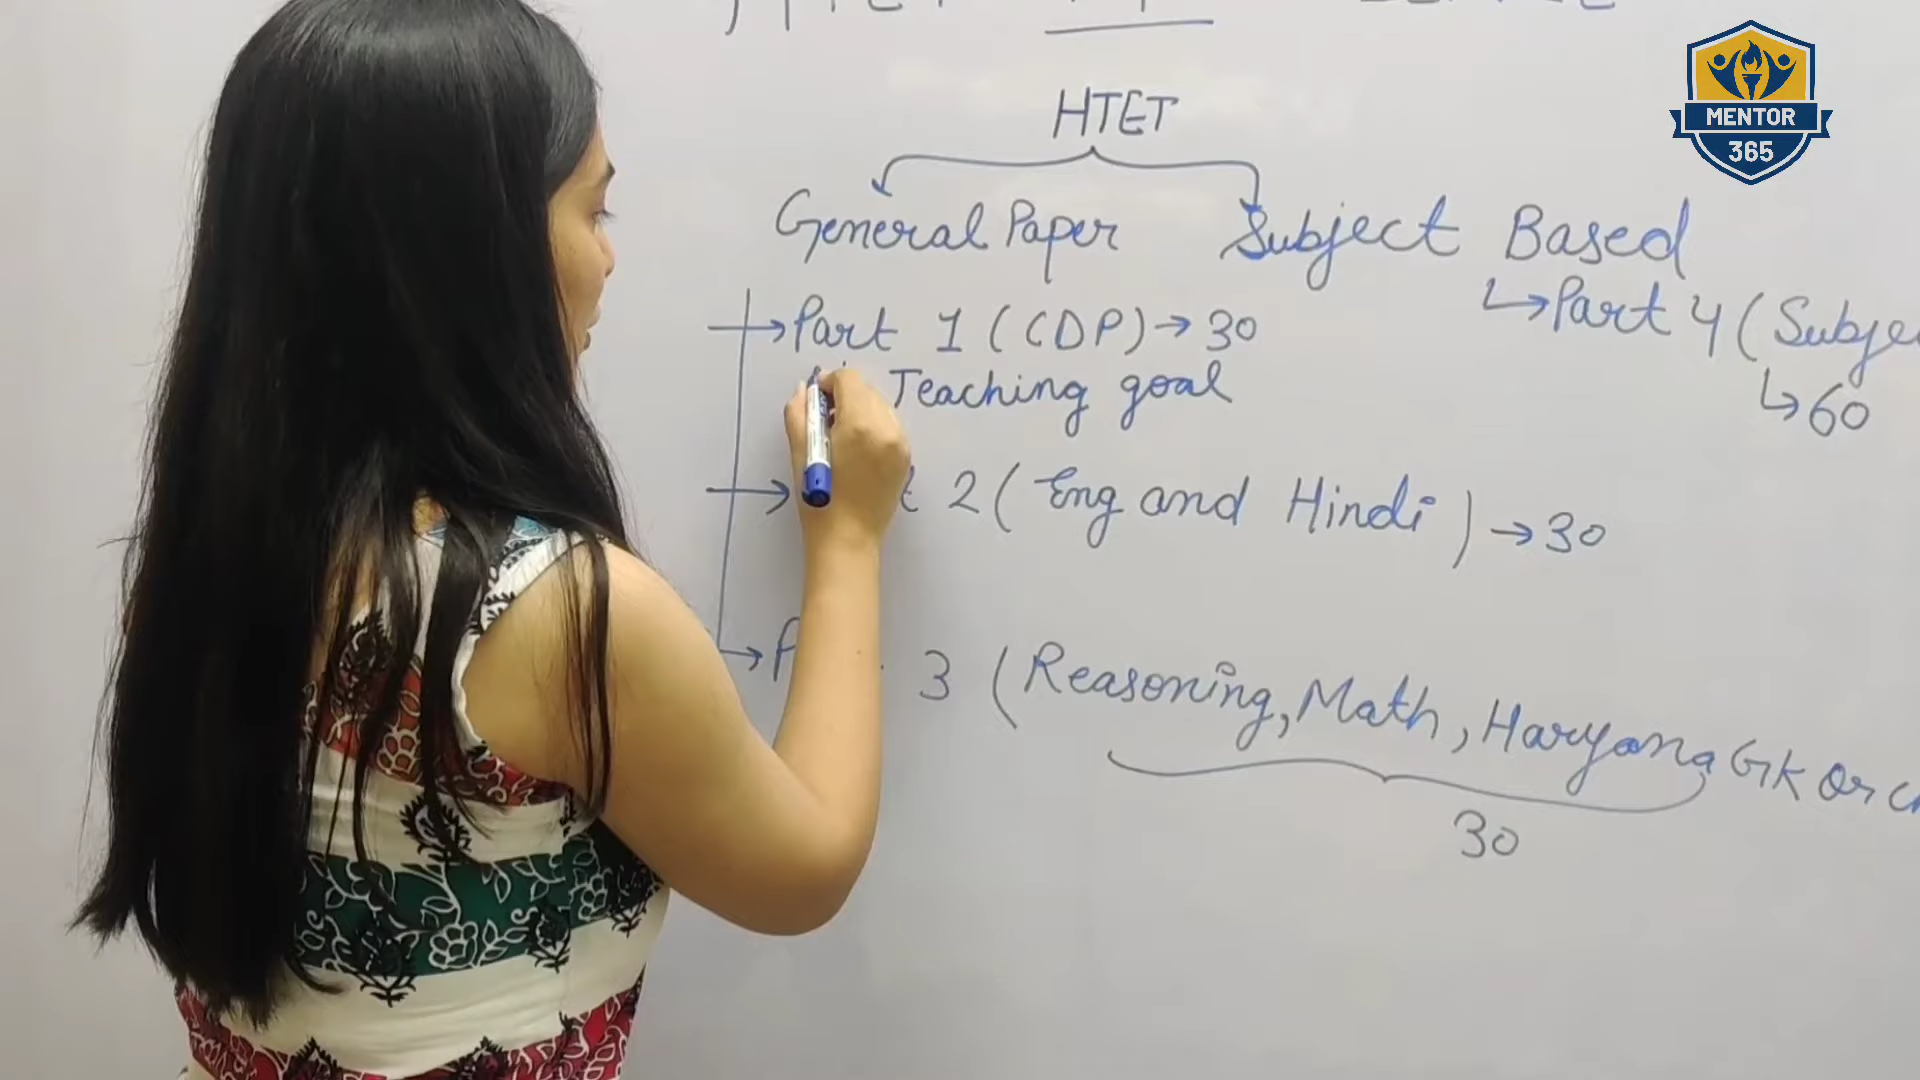 HTET
MENTOR
365
General Paper Subject Based
Part 1 (CDP) → 30
Teaching goal
↳ Part 4 (
↳ 60
2 ( Eng and Hindi ) → 30
3 ( Reasoning, Math, Haryana GK or
30